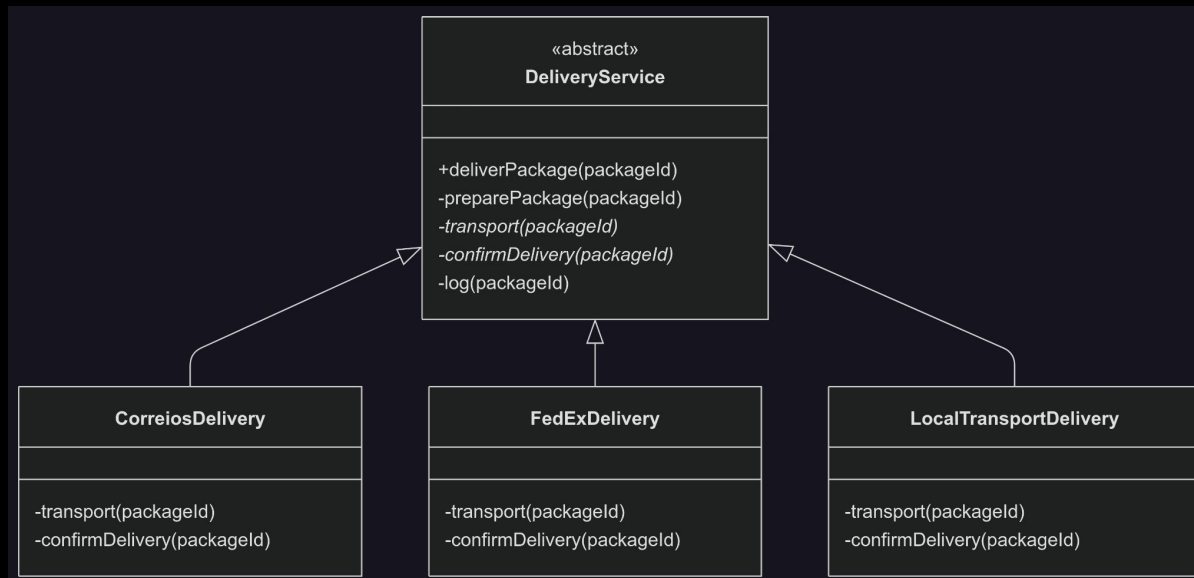 «abstract»
DeliveryService
+deliverPackage(packageId)
-preparePackage(packageId)
-transport(packageId)
-confirmDelivery(packageId)
-log(packageId)
CorreiosDelivery
-transport(packageId)
-confirmDelivery(packageId)
FedExDelivery
-transport(packageId)
-confirmDelivery(packageId)
LocalTransportDelivery
-transport(packageId)
-confirmDelivery(packageId)